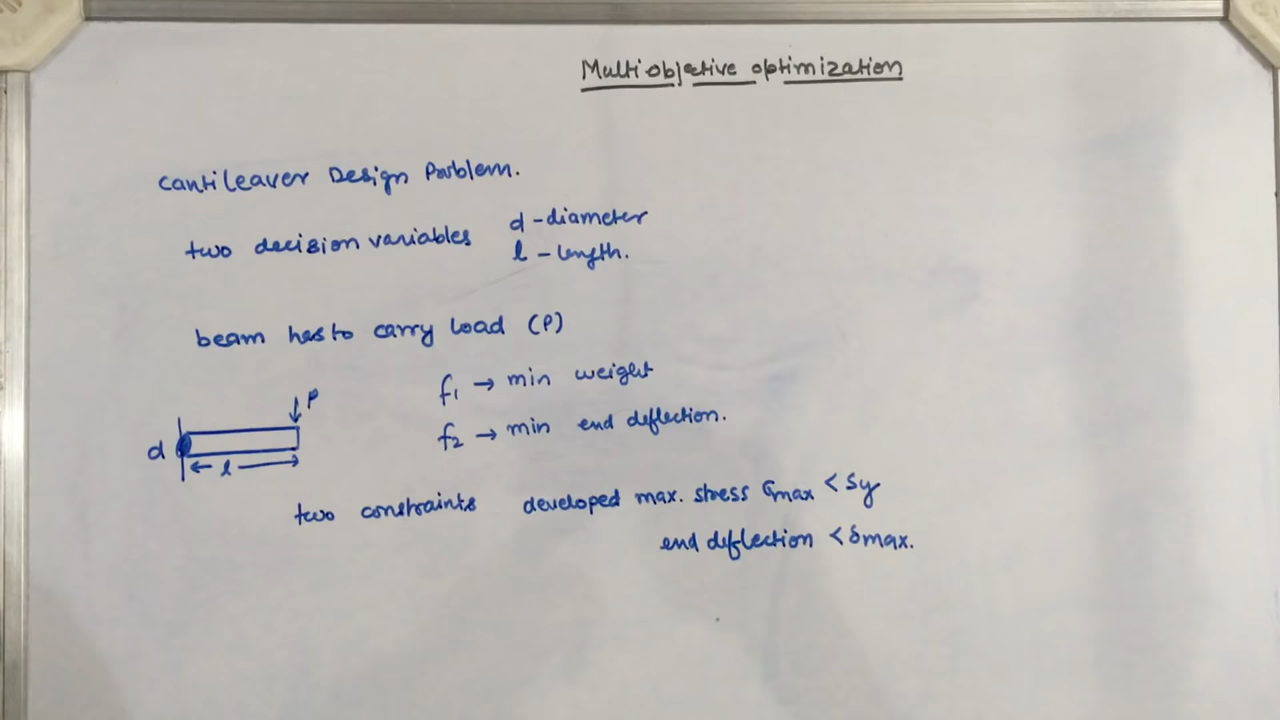 Multiobjective optimization
Cantileaver Design Problem.
two decision variables d - diameter
l - length.
beam has to carry load (P)
f1 → min weight
P
f2 → min end deflection.
d
l
two constraints developed max. stress σmax < Sy
end deflection < δmax.